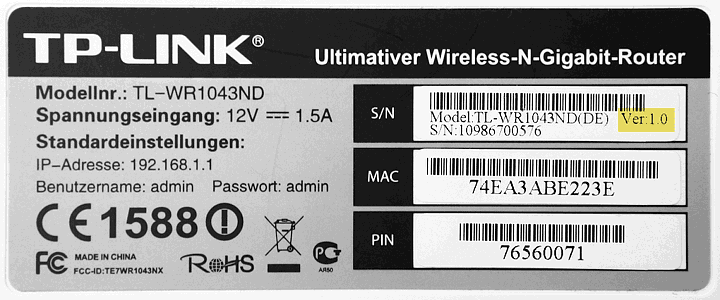 TP-LINK®
Ultimativer Wireless-N-Gigabit-Router
Modellnr.: TL-WR1043ND
Spannungseingang: 12V 1.5A
Standardeinstellungen:
IP-Adresse: 192.168.1.1
Benutzername: admin Passwort: admin
CE1588
FC MADE IN CHINA
FCC-ID:TE7WR1043NX
RoHS
PC
AR50
S/N
Model:TL-WR1043ND(DE) Ver:1.0
S/N:10986700576
MAC
74EA3ABE223E
PIN
76560071